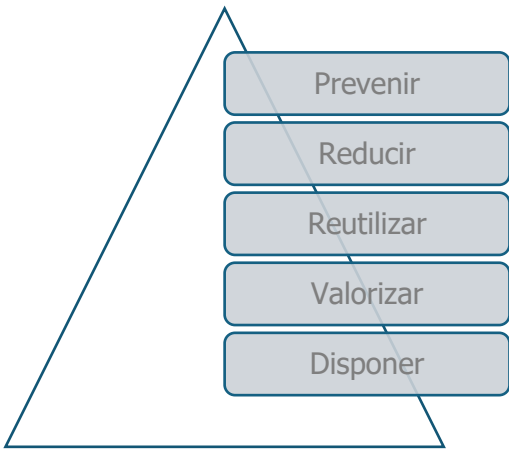 Prevenir
Reducir
Reutilizar
Valorizar
Disponer